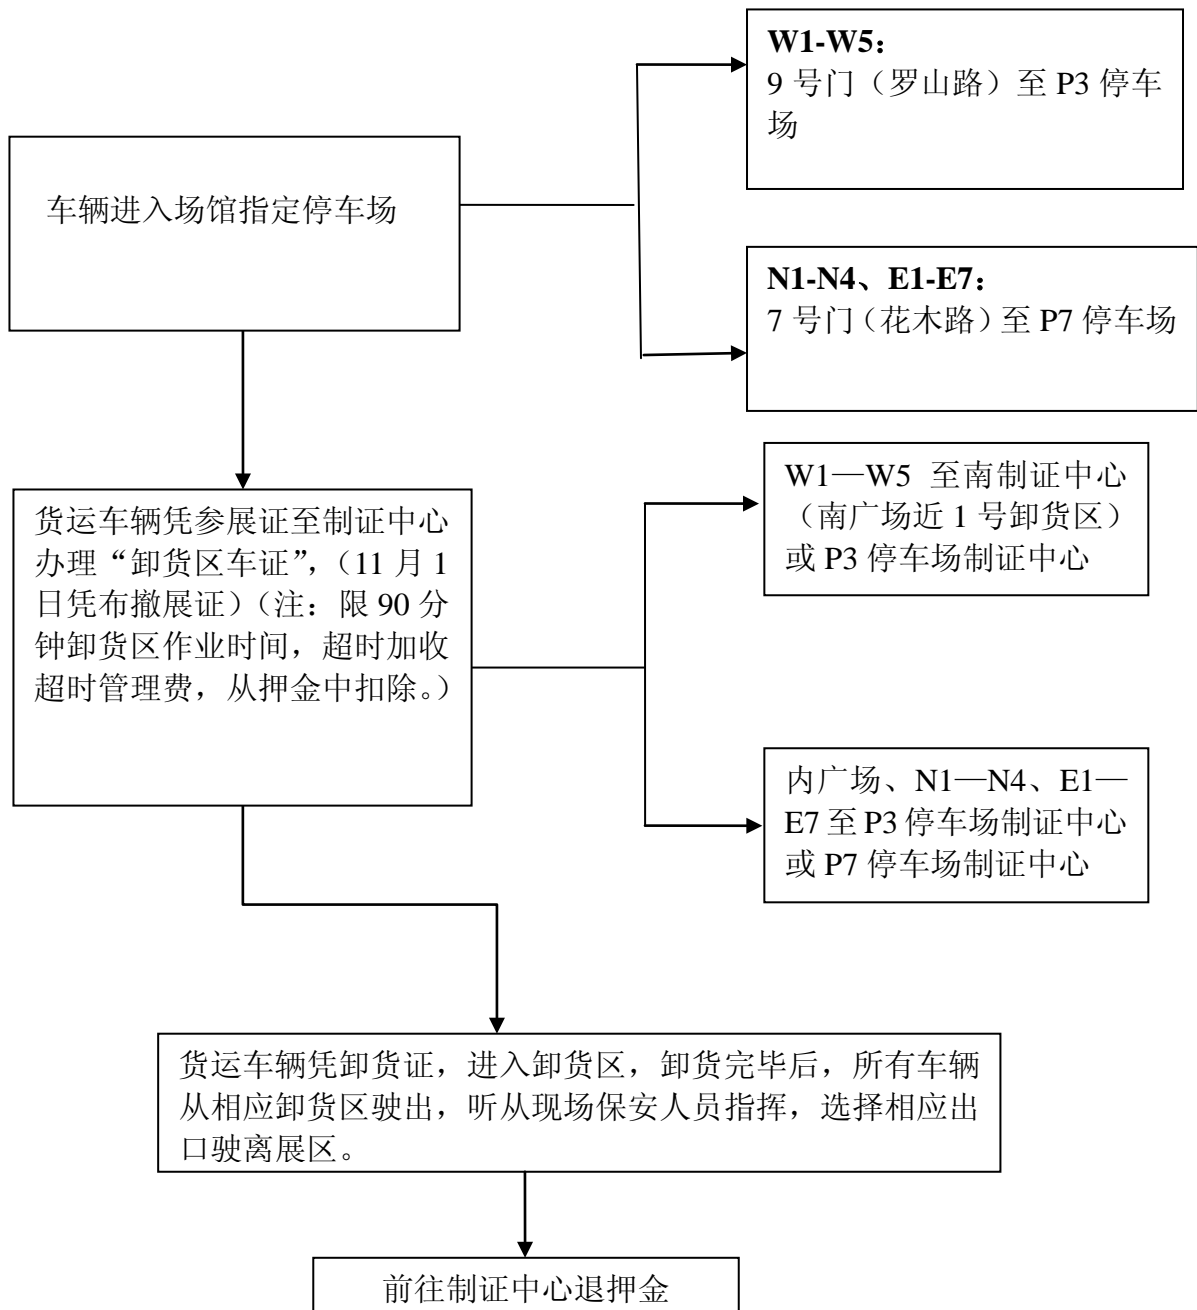 W1-W5：
9 号门（罗山路）至 P3 停车
场
车辆进入场馆指定停车场
N1-N4、E1-E7：
7 号门（花木路）至 P7 停车场
W1—W5 至南制证中心
（南广场近 1 号卸货区）
或 P3 停车场制证中心
货运车辆凭参展证至制证中心
办理“卸货区车证”，（11 月 1
日凭布撤展证）（注：限 90 分
钟卸货区作业时间，超时加收
超时管理费，从押金中扣除。）
内广场、N1—N4、E1—
E7 至 P3 停车场制证中心
或 P7 停车场制证中心
货运车辆凭卸货证，进入卸货区，卸货完毕后，所有车辆
从相应卸货区驶出，听从现场保安人员指挥，选择相应出
口驶离展区。
前往制证中心退押金